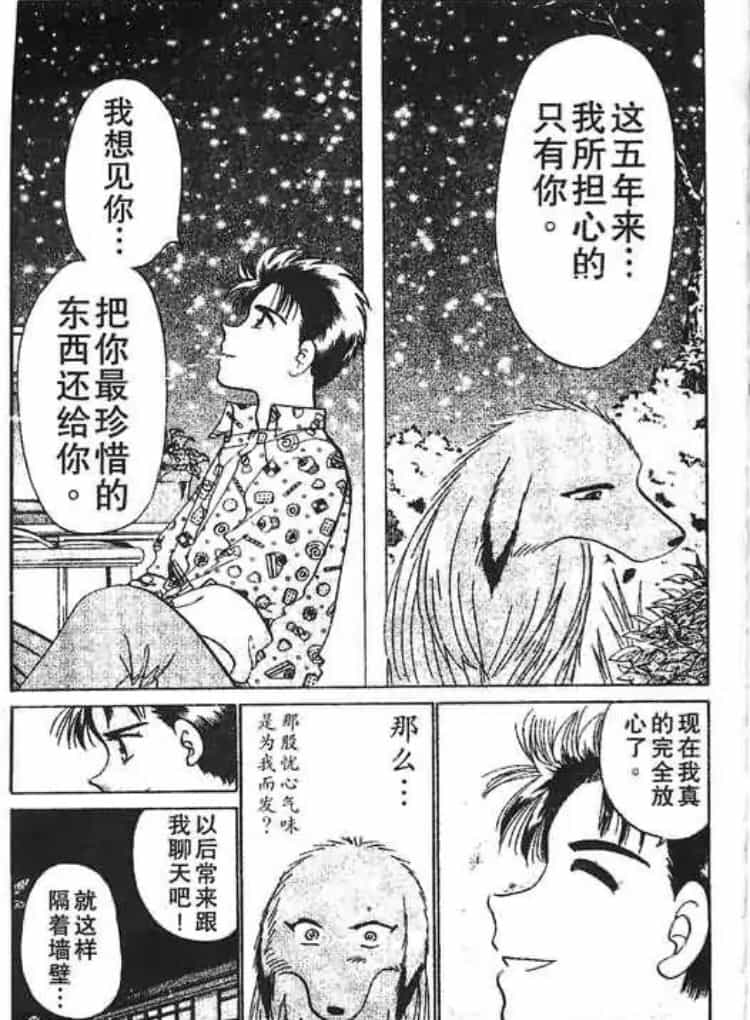 这五年来…
我所担心的
只有你。
我想见你…
把你最珍惜的
东西还给你。
现在我真
的完全放
心了。
那么…
那股忧心气味
是为我而发？
以后常来跟
我聊天吧！
就这样
隔着墙壁…